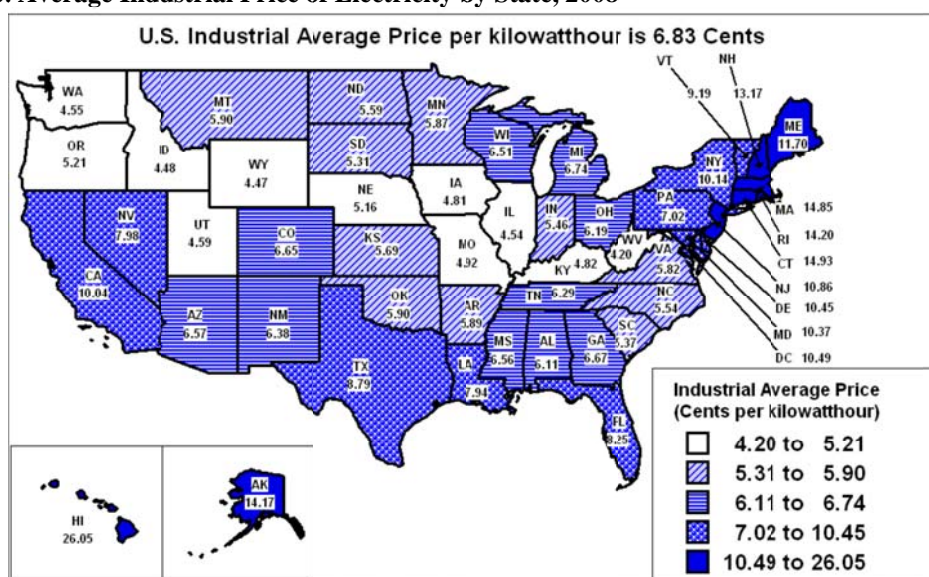 Average Industrial Price of Electricity by State, 2008
U.S. Industrial Average Price per kilowatthour is 6.83 Cents
VT
9.19
NH
13.17
WA
4.55
MT
5.90
ND
5.59
MN
5.87
ME
11.70
OR
5.21
ID
4.48
SD
5.31
WI
6.51
MI
6.74
NY
10.14
WY
4.47
NE
5.16
IA
4.81
PA
7.02
MA 14.85
RI 14.20
CT 14.93
NJ 10.86
DE 10.45
MD 10.37
DC 10.49
NV
7.98
UT
4.59
CO
6.65
KS
5.69
MO
4.92
IL
4.54
IN
5.46
OH
6.19
WV
4.20
VA
5.82
KY 4.82
CA
10.04
AZ
6.57
NM
6.38
OK
5.90
AR
5.89
TN 6.29
NC
5.54
SC
5.37
TX
8.79
LA
7.94
MS
6.56
AL
6.11
GA
6.67
FL
8.25
HI
26.05
AK
14.17
Industrial Average Price
(Cents per kilowatthour)
4.20 to 5.21
5.31 to 5.90
6.11 to 6.74
7.02 to 10.45
10.49 to 26.05